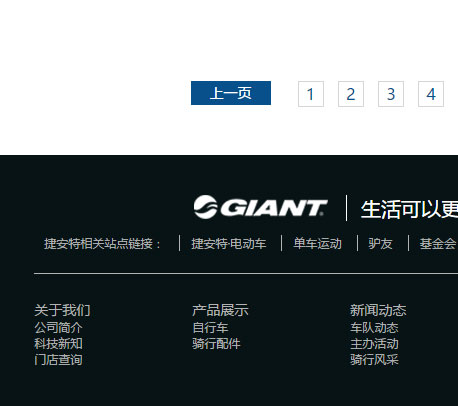 上一页 1 2 3 4
GIANT 生活可以更
捷安特相关站点链接： 捷安特·电动车 单车运动 驴友 基金会
关于我们 产品展示 新闻动态
公司简介 自行车 车队动态
科技新知 骑行配件 主办活动
门店查询 骑行风采